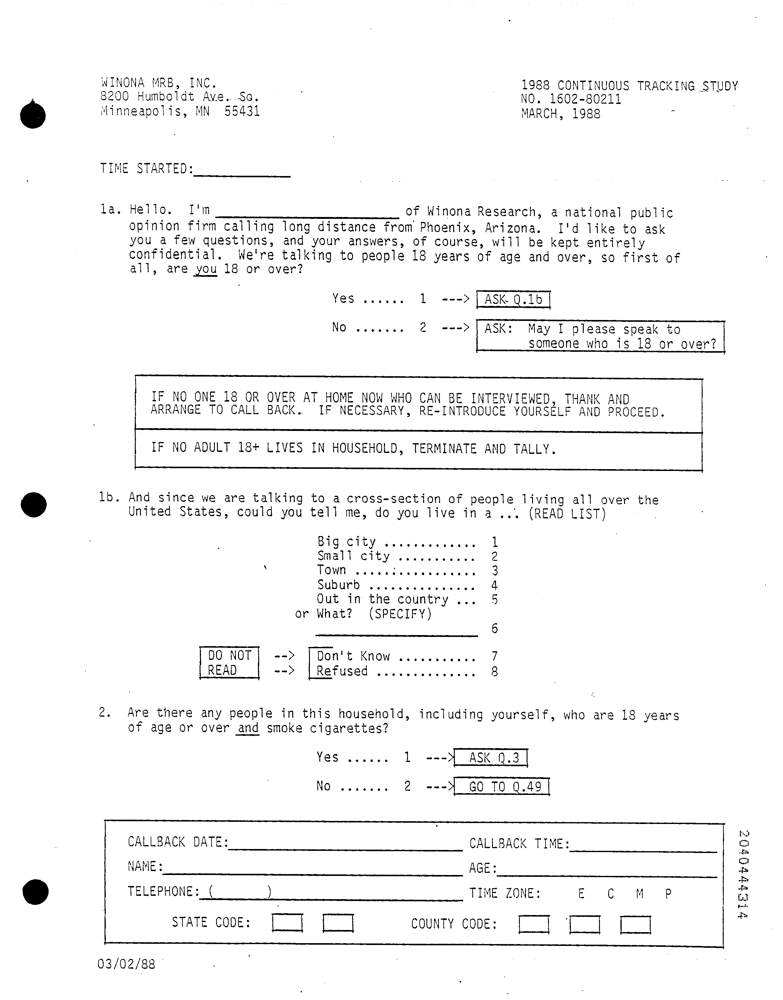 WINONA MRB, INC.
8200 Humboldt Ave. So.
Minneapolis, MN 55431
1988 CONTINUOUS TRACKING STUDY
NO. 1602-80211
MARCH, 1988
TIME STARTED:____________
1a. Hello. I'm ______________________ of Winona Research, a national public
opinion firm calling long distance from Phoenix, Arizona. I'd like to ask
you a few questions, and your answers, of course, will be kept entirely
confidential. We're talking to people 18 years of age and over, so first of
all, are you 18 or over?
Yes ...... 1 ---> ASK Q.1b
No ....... 2 ---> ASK: May I please speak to
someone who is 18 or over?
IF NO ONE 18 OR OVER AT HOME NOW WHO CAN BE INTERVIEWED, THANK AND
ARRANGE TO CALL BACK. IF NECESSARY, RE-INTRODUCE YOURSELF AND PROCEED.
IF NO ADULT 18+ LIVES IN HOUSEHOLD, TERMINATE AND TALLY.
1b. And since we are talking to a cross-section of people living all over the
United States, could you tell me, do you live in a ... (READ LIST)
Big city ............. 1
Small city ........... 2
Town ................. 3
Suburb ............... 4
Out in the country ... 5
or What? (SPECIFY)
____________________ 6
DO NOT --> Don't Know ........... 7
READ --> Refused .............. 8
2. Are there any people in this household, including yourself, who are 18 years
of age or over and smoke cigarettes?
Yes ...... 1 ---> ASK Q.3
No ....... 2 ---> GO TO Q.49
CALLBACK DATE:____________________ CALLBACK TIME:____________________
NAME:____________________ AGE:____________________
TELEPHONE: ( ) ____________________ TIME ZONE: E C M P
STATE CODE: COUNTY CODE:
2040444314
03/02/88